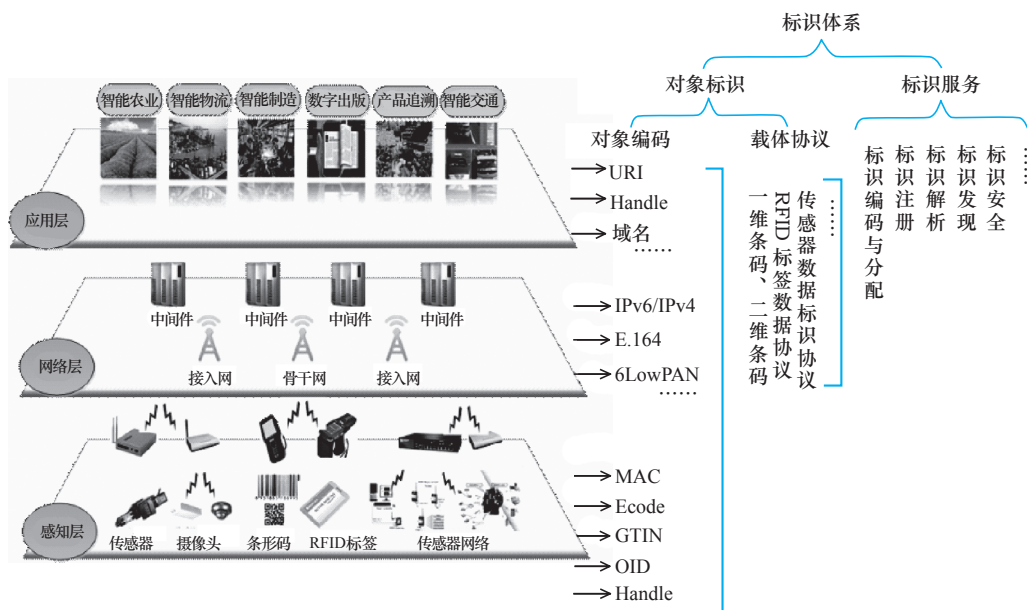 标识体系
对象标识
标识服务
对象编码
载体协议
智能农业
智能物流
智能制造
数字出版
产品追溯
智能交通
应用层
URI
Handle
域名
……
中间件
中间件
中间件
中间件
接入网
骨干网
接入网
网络层
IPv6/IPv4
E.164
6LowPAN
……
传感器
摄像头
条形码
RFID标签
传感器网络
感知层
MAC
Ecode
GTIN
OID
Handle
一维条码、二维条码
RFID 标签数据协议
传感器数据标识协议
……
标识编码与分配
标识注册
标识解析
标识发现
标识安全
……